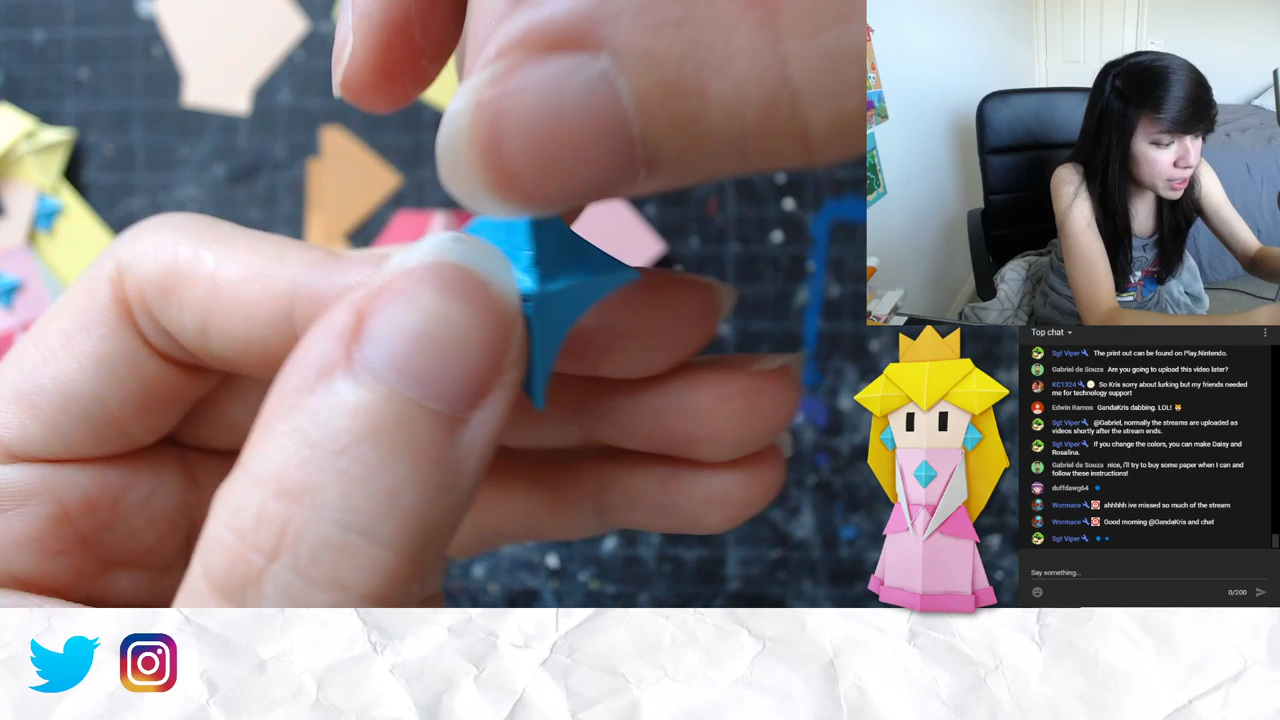 Top chat
Sgt Viper The print out can be found on Play.Nintendo.
Gabriel de Souza Are you going to upload this video later?
KC1324 So Kris sorry about lurking but my friends needed
me for technology support
Edwin Ramos GandaKris dabbing. LOL!
Sgt Viper @Gabriel, normally the streams are uploaded as
videos shortly after the stream ends.
Sgt Viper If you change the colors, you can make Daisy and
Rosalina.
Gabriel de Souza nice, i'll try to buy some paper when I can and
follow these instructions!
duffdawg64
Wormace ahhhhh ive missed so much of the stream
Wormace Good morning @GandaKris and chat
Sgt Viper
Say something...
0/200